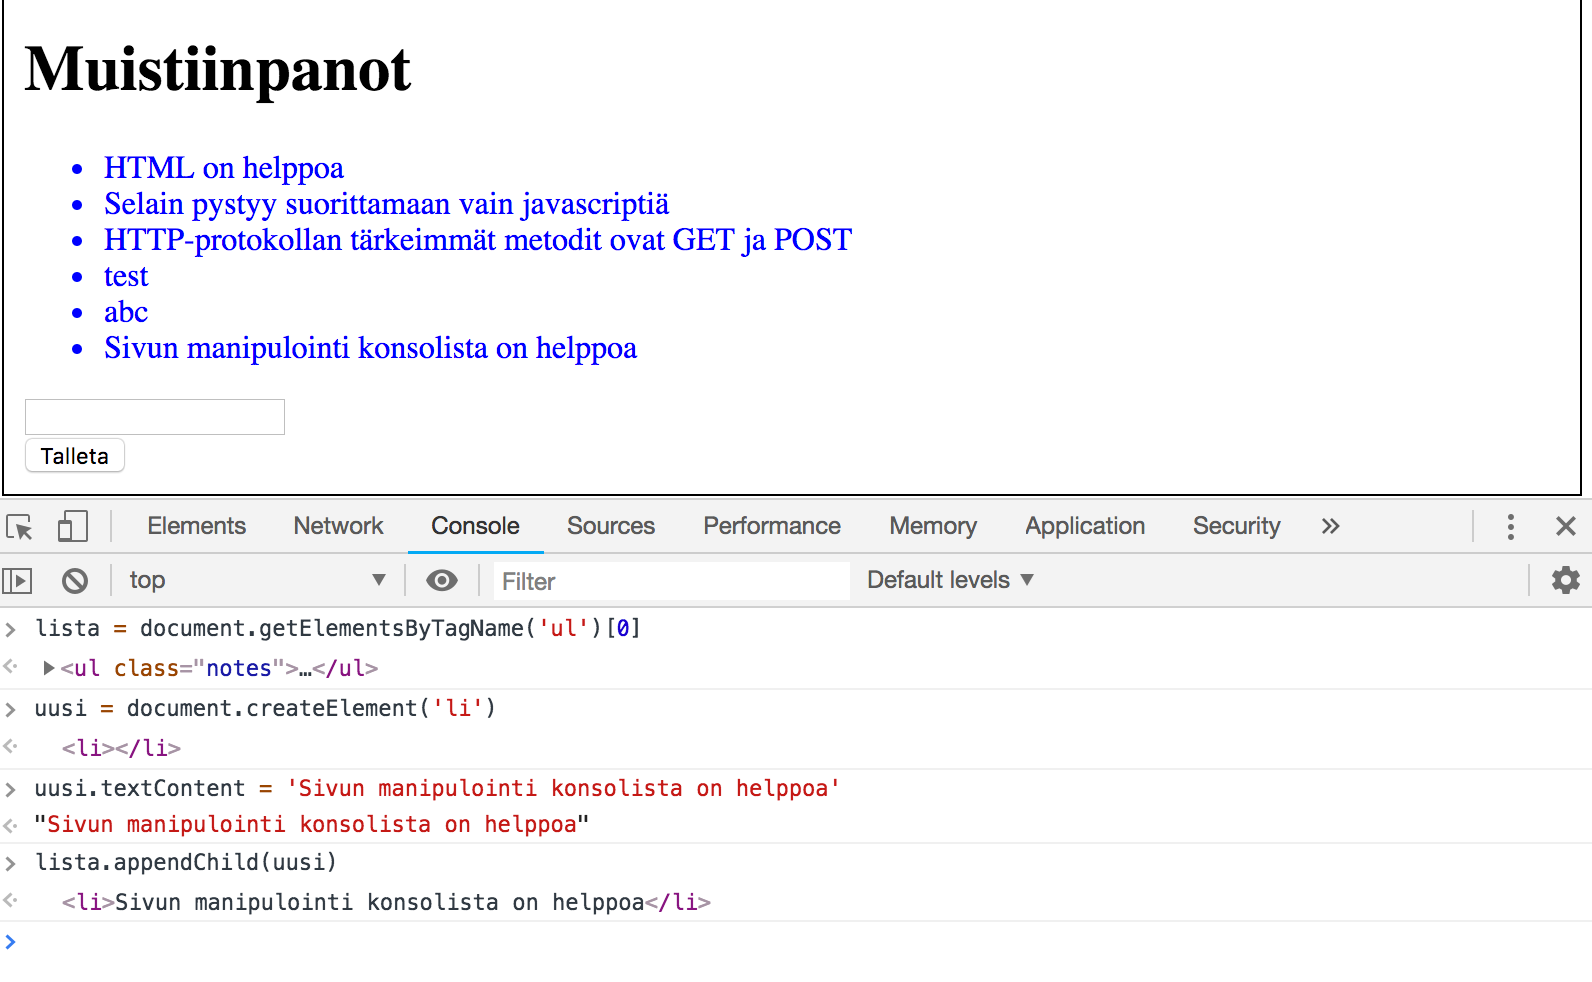 Muistiinpanot
HTML on helppoa
Selain pystyy suorittamaan vain javascriptiä
HTTP-protokollan tärkeimmät metodit ovat GET ja POST
test
abc
Sivun manipulointi konsolista on helppoa
Talleta
Elements Network Console Sources Performance Memory Application Security »
top ▼ Filter Default levels ▼
> lista = document.getElementsByTagName('ul')[0]
▶<ul class="notes">…</ul>
> uusi = document.createElement('li')
<li></li>
> uusi.textContent = 'Sivun manipulointi konsolista on helppoa'
"Sivun manipulointi konsolista on helppoa"
> lista.appendChild(uusi)
<li>Sivun manipulointi konsolista on helppoa</li>
>